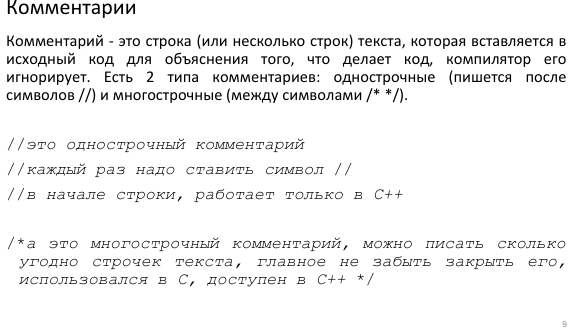 Комментарии
Комментарий - это строка (или несколько строк) текста, которая вставляется в
исходный код для объяснения того, что делает код, компилятор его
игнорирует. Есть 2 типа комментариев: однострочные (пишется после
символов //) и многострочные (между символами /* */).
//это однострочный комментарий
//каждый раз надо ставить символ //
//в начале строки, работает только в С++
/*а это многострочный комментарий, можно писать сколько
угодно строчек текста, главное не забыть закрыть его,
использовался в С, доступен в С++ */
9